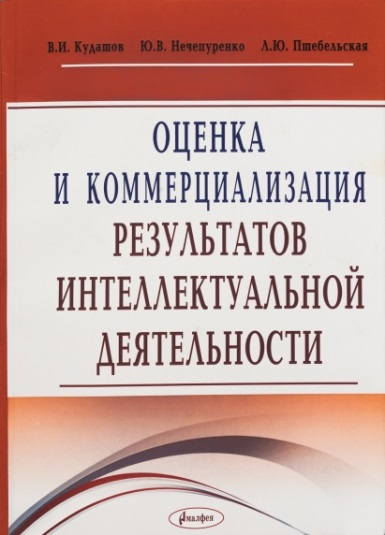 В.И. Кудашов Ю.В. Нечепуренко Л.Ю. Пшебельская
ОЦЕНКА
И КОММЕРЦИАЛИЗАЦИЯ
РЕЗУЛЬТАТОВ
ИНТЕЛЛЕКТУАЛЬНОЙ
ДЕЯТЕЛЬНОСТИ
Амалфея